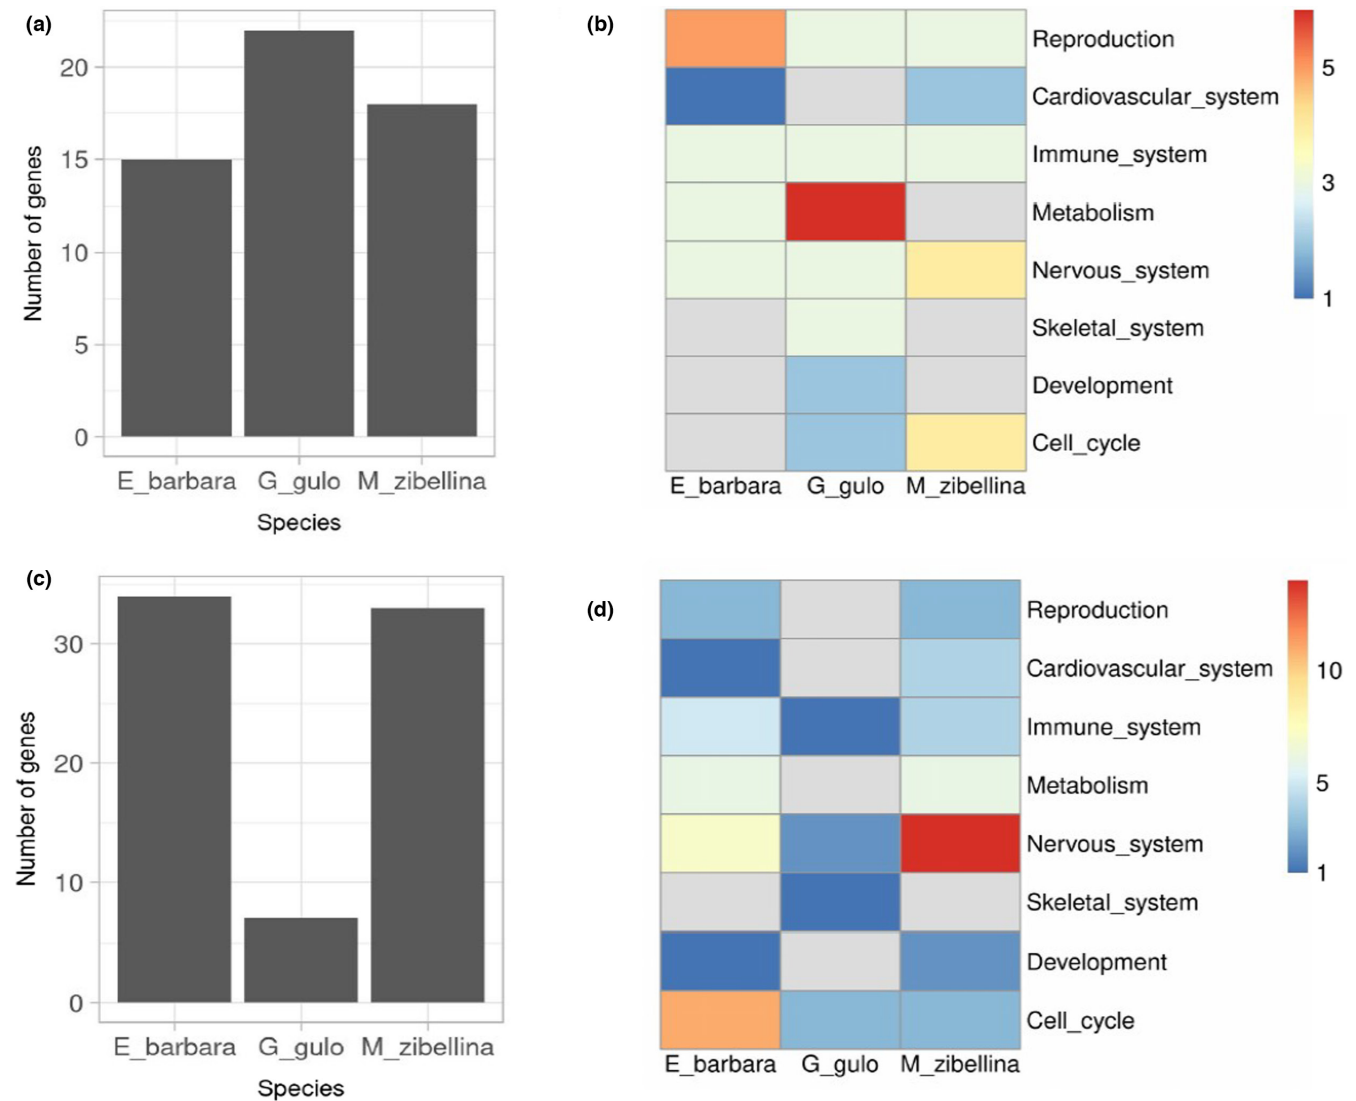 (a)
20
15
10
5
0
Number of genes
E_barbara G_gulo M_zibellina
Species
(b)
Reproduction
Cardiovascular_system
Immune_system
Metabolism
Nervous_system
Skeletal_system
Development
Cell_cycle
E_barbara G_gulo M_zibellina
5
3
1
(c)
30
20
10
0
Number of genes
E_barbara G_gulo M_zibellina
Species
(d)
Reproduction
Cardiovascular_system
Immune_system
Metabolism
Nervous_system
Skeletal_system
Development
Cell_cycle
E_barbara G_gulo M_zibellina
10
5
1